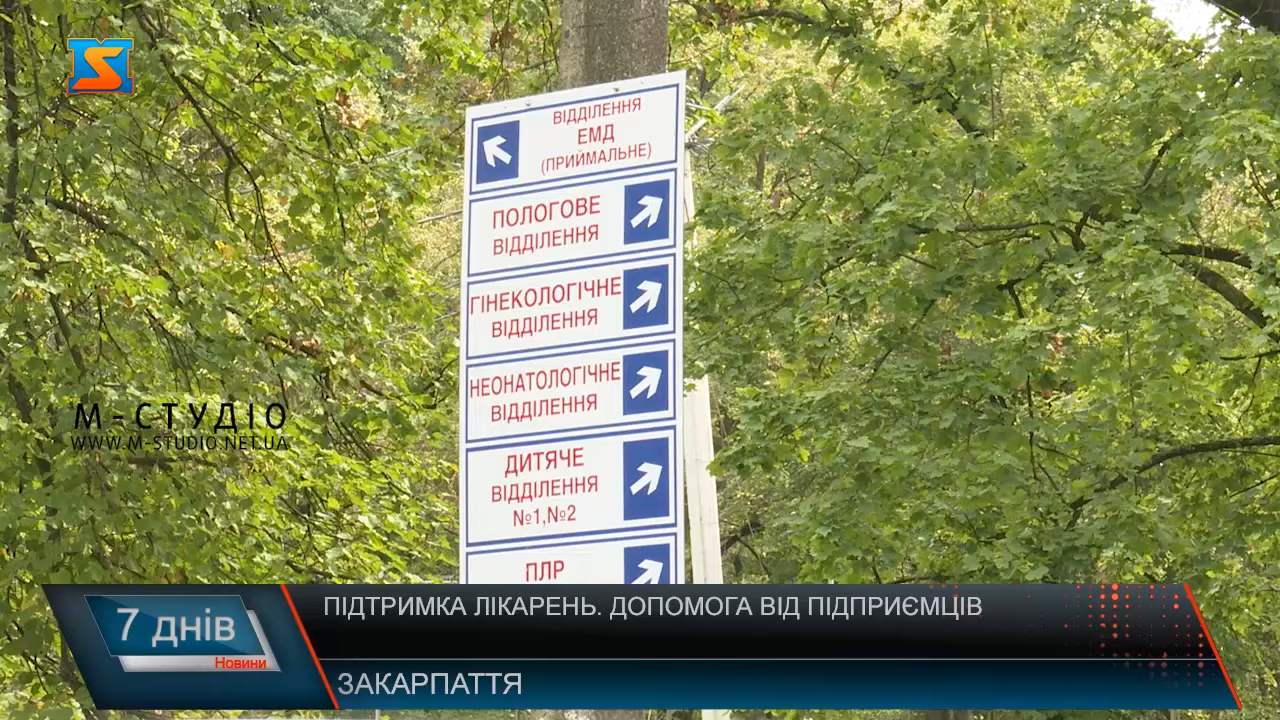 ВІДДІЛЕННЯ
ЕМД
(ПРИЙМАЛЬНЕ)
ПОЛОГОВЕ
ВІДДІЛЕННЯ
ГІНЕКОЛОГІЧНЕ
ВІДДІЛЕННЯ
НЕОНАТОЛОГІЧНЕ
ВІДДІЛЕННЯ
ДИТЯЧЕ
ВІДДІЛЕННЯ
№1,№2
ПЛР
М-СТУДІО
WWW.M-STUDIO.NET.UA
7 днів
Новини
ПІДТРИМКА ЛІКАРЕНЬ. ДОПОМОГА ВІД ПІДПРИЄМЦІВ
ЗАКАРПАТТЯ